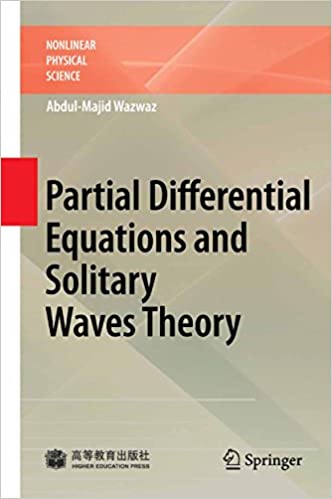 NONLINEAR
PHYSICAL
SCIENCE
Abdul-Majid Wazwaz
Partial Differential
Equations and
Solitary
Waves Theory
高等教育出版社
HIGHER EDUCATION PRESS
Springer